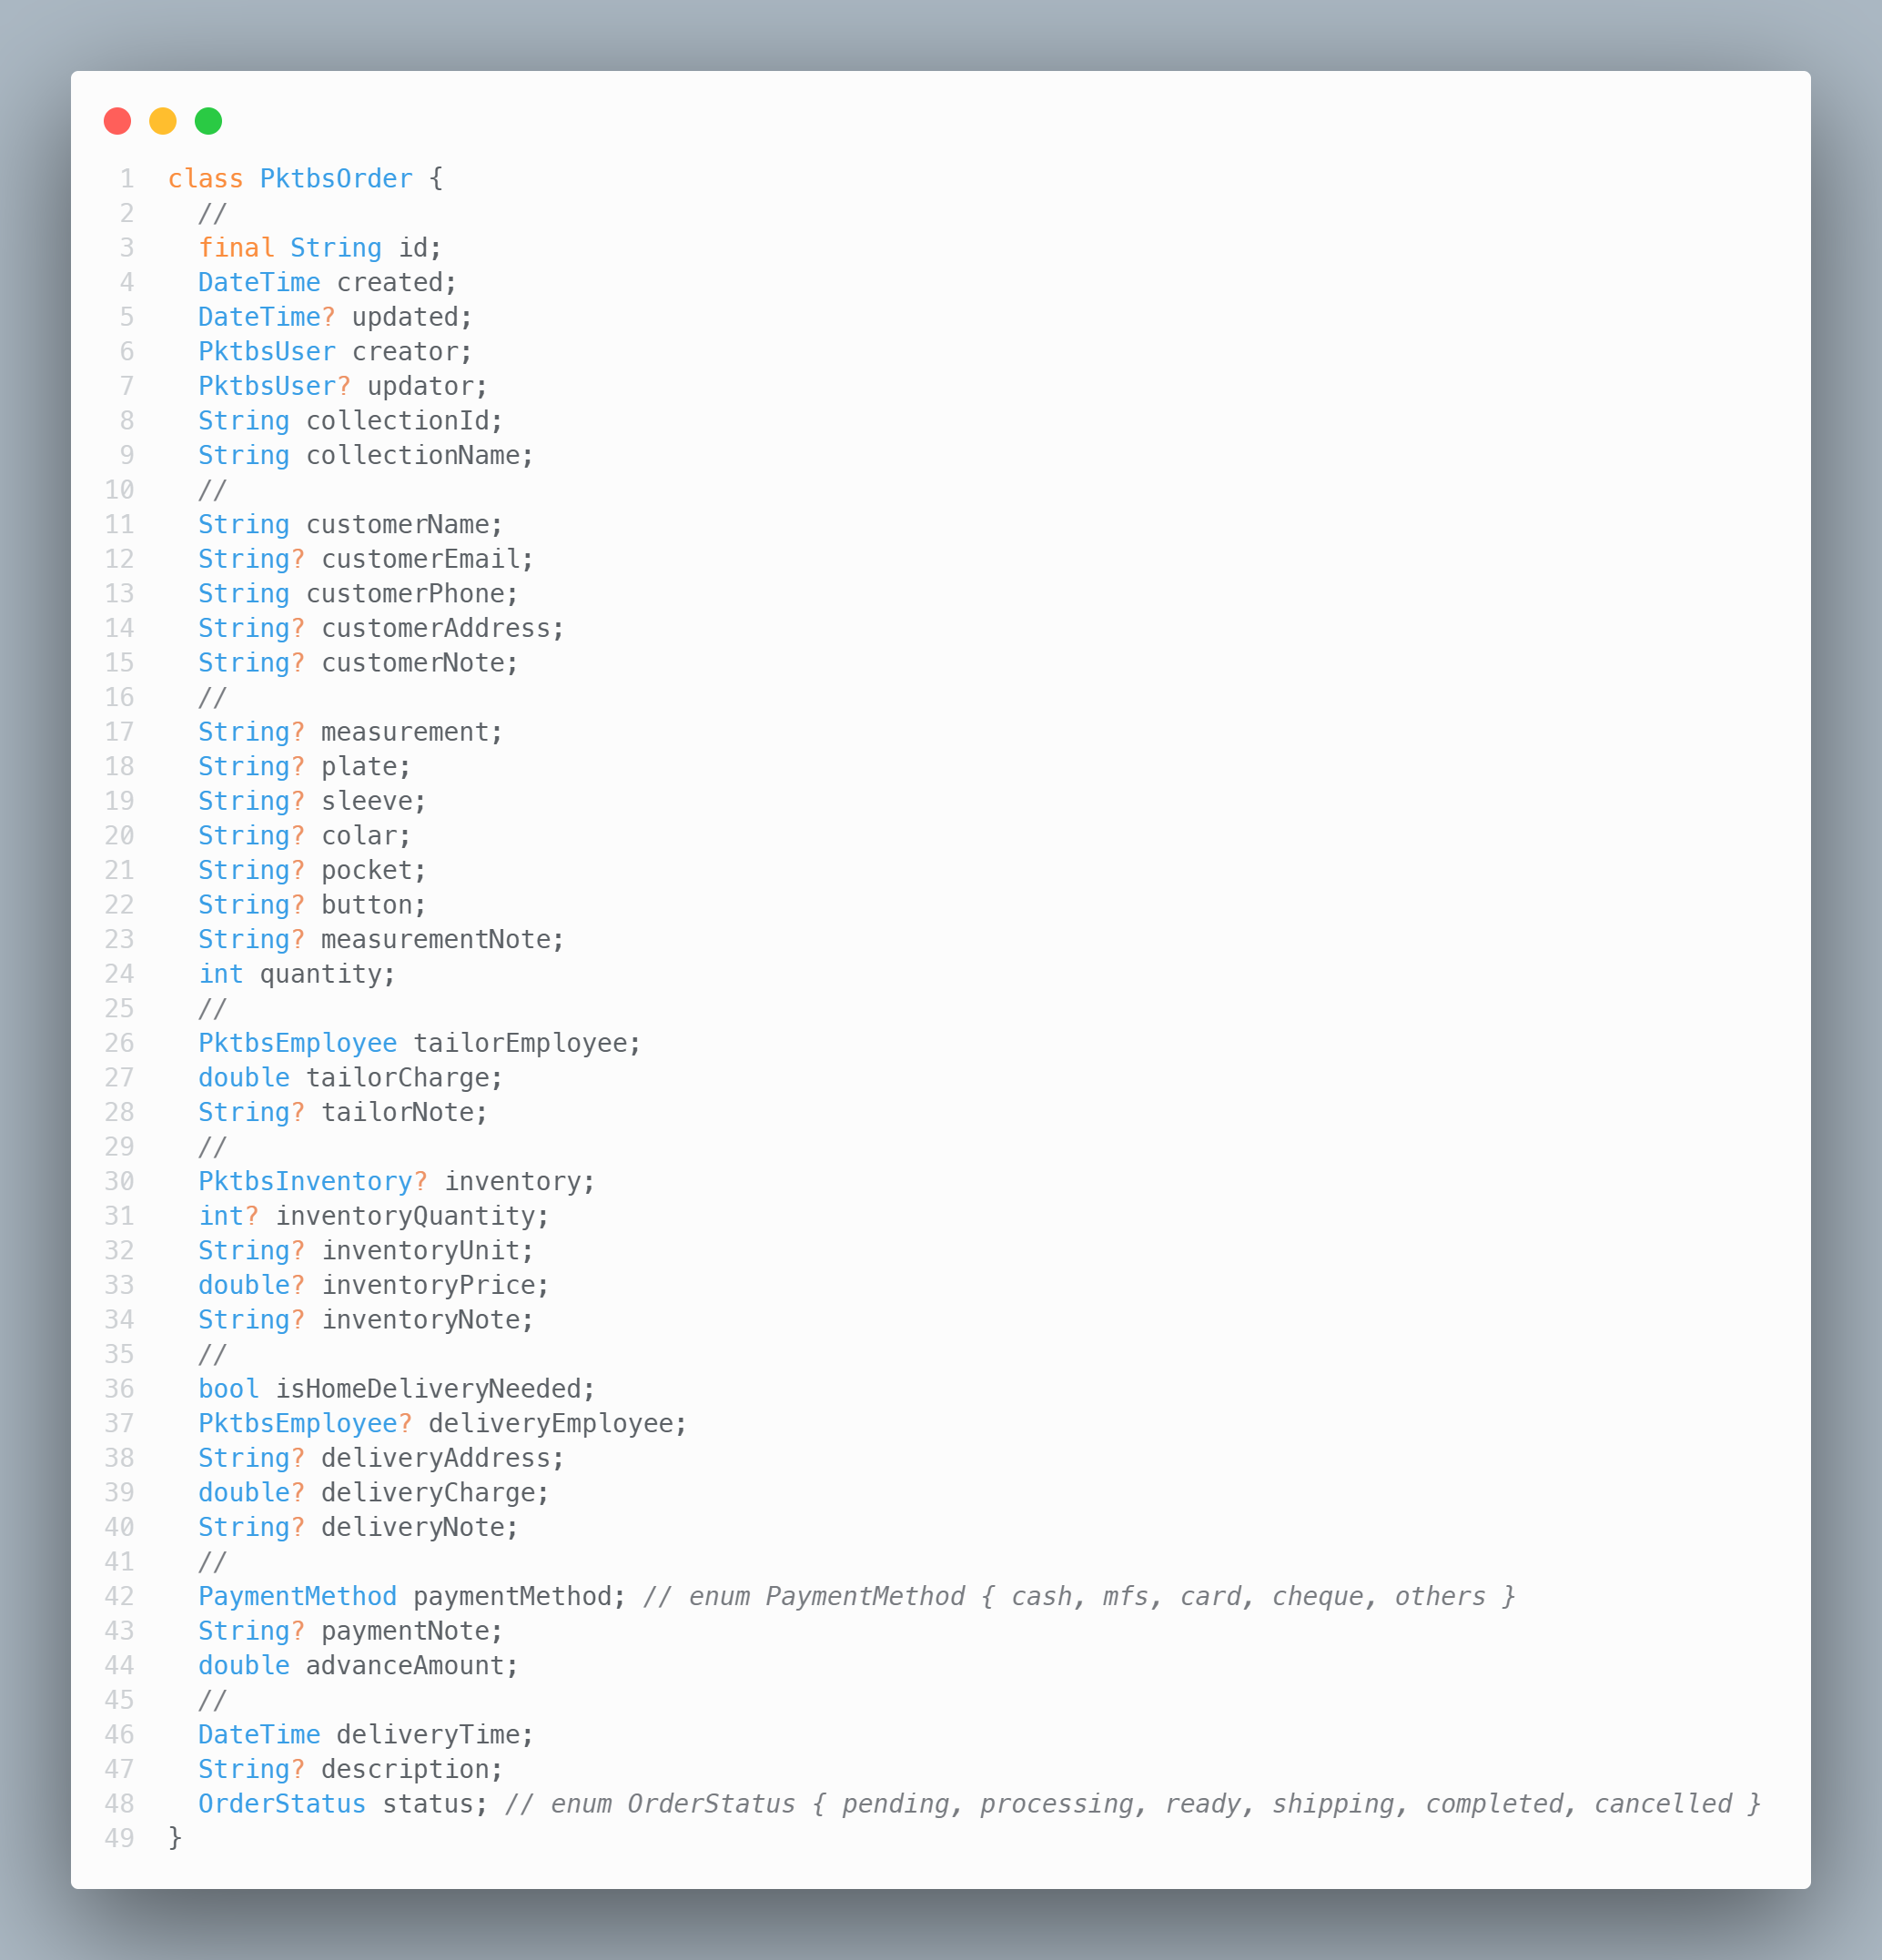 1 class PktbsOrder {
2   //
3   final String id;
4   DateTime created;
5   DateTime? updated;
6   PktbsUser creator;
7   PktbsUser? updator;
8   String collectionId;
9   String collectionName;
10   //
11   String customerName;
12   String? customerEmail;
13   String customerPhone;
14   String? customerAddress;
15   String? customerNote;
16   //
17   String? measurement;
18   String? plate;
19   String? sleeve;
20   String? colar;
21   String? pocket;
22   String? button;
23   String? measurementNote;
24   int quantity;
25   //
26   PktbsEmployee tailorEmployee;
27   double tailorCharge;
28   String? tailorNote;
29   //
30   PktbsInventory? inventory;
31   int? inventoryQuantity;
32   String? inventoryUnit;
33   double? inventoryPrice;
34   String? inventoryNote;
35   //
36   bool isHomeDeliveryNeeded;
37   PktbsEmployee? deliveryEmployee;
38   String? deliveryAddress;
39   double? deliveryCharge;
40   String? deliveryNote;
41   //
42   PaymentMethod paymentMethod; // enum PaymentMethod { cash, mfs, card, cheque, others }
43   String? paymentNote;
44   double advanceAmount;
45   //
46   DateTime deliveryTime;
47   String? description;
48   OrderStatus status; // enum OrderStatus { pending, processing, ready, shipping, completed, cancelled }
49 }